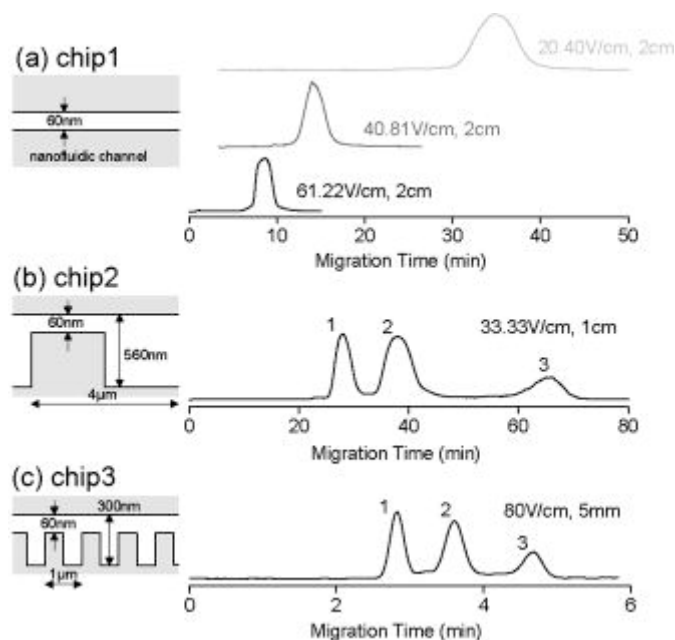 (a) chip1
60nm
nanofluidic channel
20.40V/cm, 2cm
40.81V/cm, 2cm
61.22V/cm, 2cm
0 10 20 30 40 50
Migration Time (min)
(b) chip2
60nm
560nm
4µm
1 2 3
33.33V/cm, 1cm
0 20 40 60 80
Migration Time (min)
(c) chip3
300nm
60nm
1µm
1 2 3
80V/cm, 5mm
0 2 4 6
Migration Time (min)